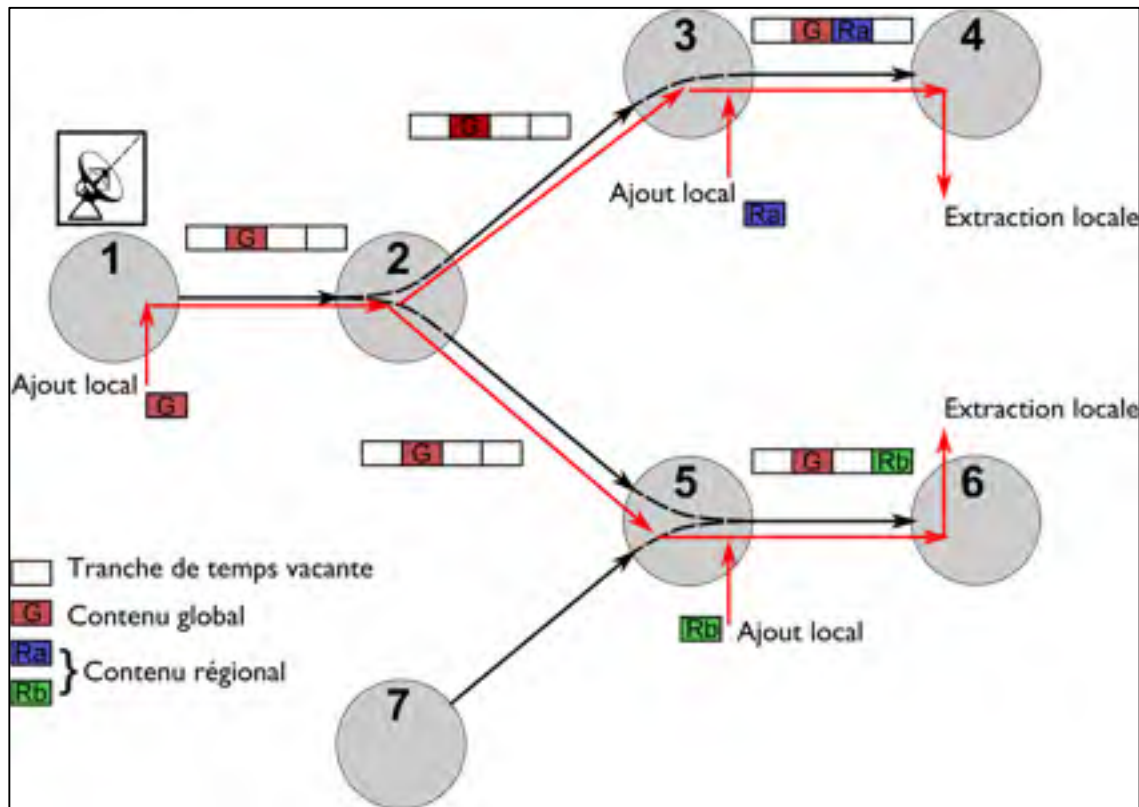 3
G Ra
4
G
Ajout local
Ra
Extraction locale
1
G
2
Ajout local
G
G
Extraction locale
5
G Rb
6
Rb
Ajout local
Tranche de temps vacante
G
Contenu global
Ra
Rb
Contenu régional
7